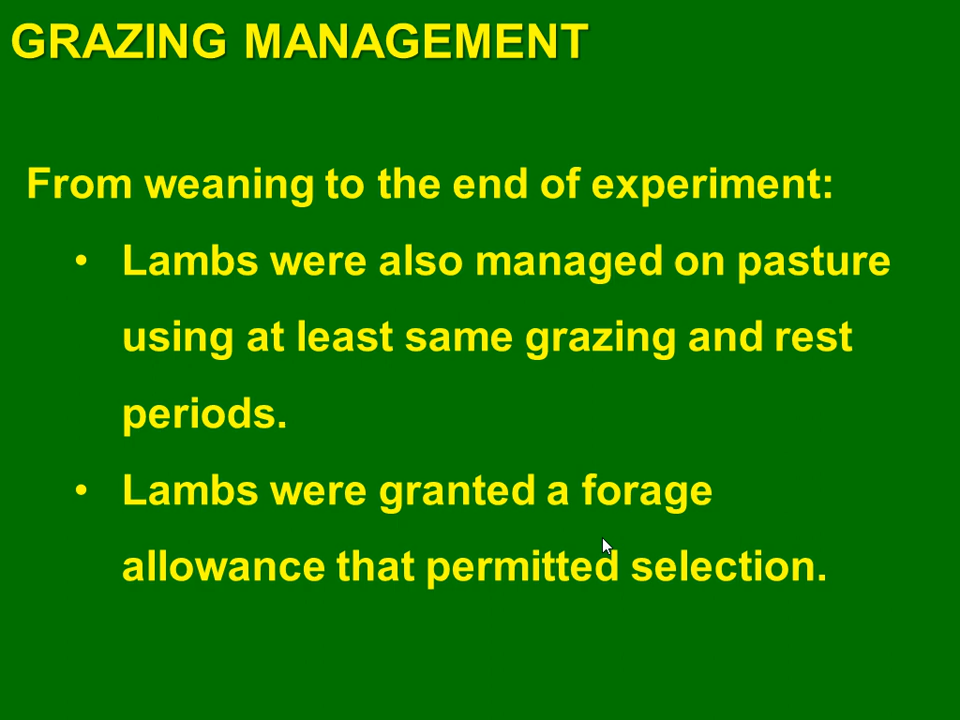 GRAZING MANAGEMENT
From weaning to the end of experiment:
• Lambs were also managed on pasture
using at least same grazing and rest
periods.
• Lambs were granted a forage
allowance that permitted selection.